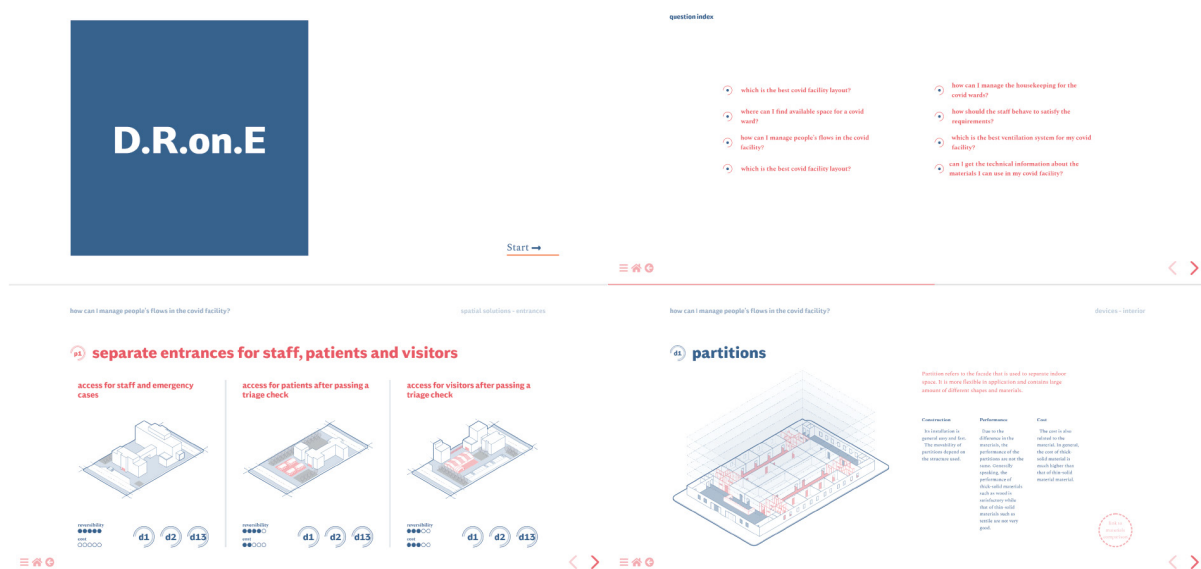 D.R.on.E
Start →
question index
which is the best covid facility layout?
where can I find available space for a covid
ward?
how can I manage people's flows in the covid
facility?
which is the best covid facility layout?
how can I manage the housekeeping for the
covid wards?
how should the staff behave to satisfy the
requirements?
which is the best ventilation system for my covid
facility?
can I get the technical information about the
materials I can use in my covid facility?
how can I manage people's flows in the covid facility?
spatial solutions - entrances
p1 separate entrances for staff, patients and visitors
access for staff and emergency
cases
reversibility
cost
d1 d2 d13
access for patients after passing a
triage check
reversibility
cost
d1 d2 d13
access for visitors after passing a
triage check
reversibility
cost
d1 d2 d13
how can I manage people's flows in the covid facility?
devices - interior
d1 partitions
Partition refers to the facade that is used to separate indoor
space. It is more flexible in application and contains large
amount of different shapes and materials.
Construction
Its installation is
general easy and fast.
The movability of
partitions depend on
the structure used.
Performance
Due to the
difference in the
materials, the
performance of the
partitions are not the
same. Generally
speaking, the
performance of
thick-solid materials
such as wood is
satisfactory while
that of thin-solid
materials such as
textile are not very
good.
Cost
The cost is also
related to the
material. In general,
the cost of thick-
solid material is
much higher than
that of thin-solid
material material.
link to